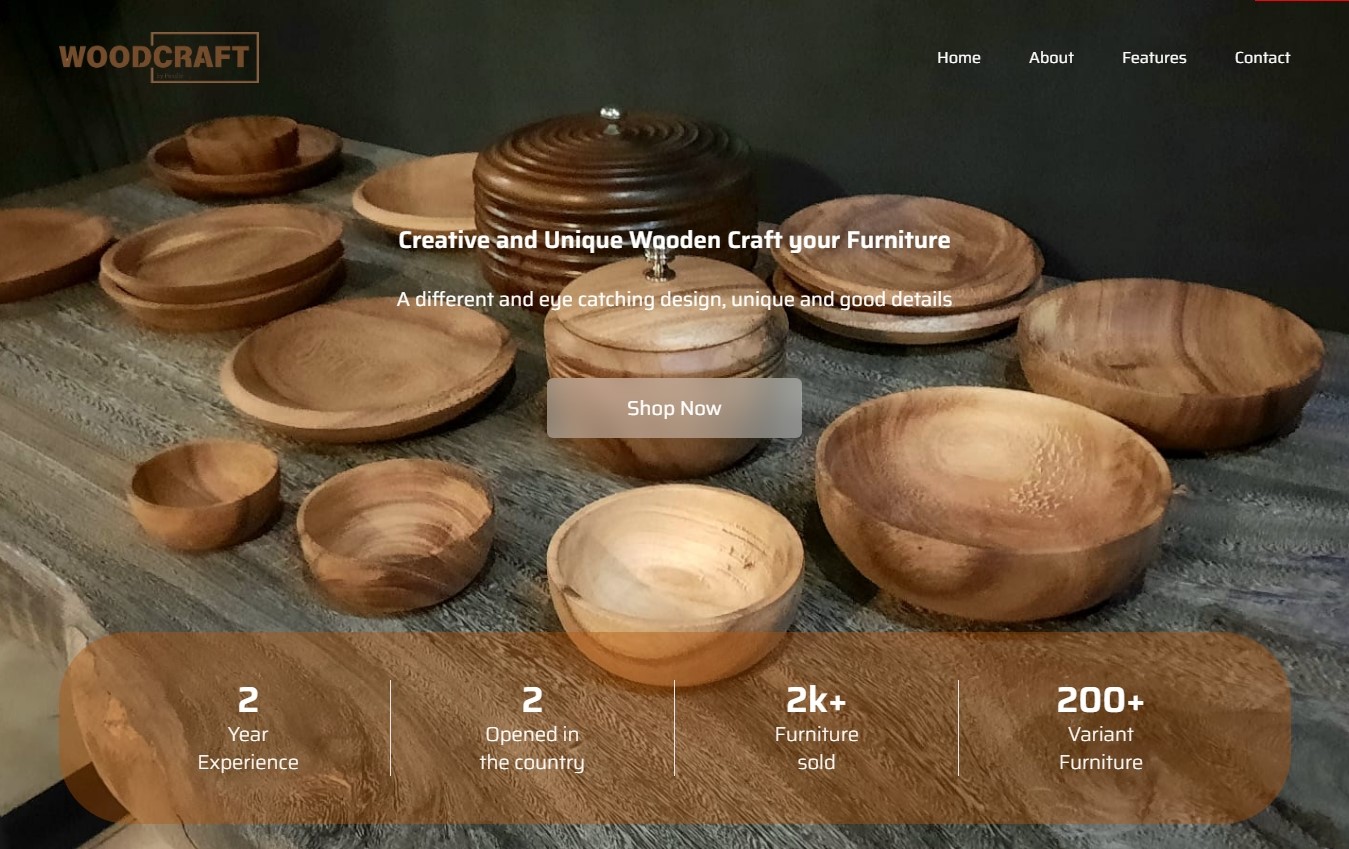 WOODCRAFT
Home
About
Features
Contact
Creative and Unique Wooden Craft your Furniture
A different and eye catching design, unique and good details
Shop Now
2
Year
Experience
2
Opened in
the country
2k+
Furniture
sold
200+
Variant
Furniture